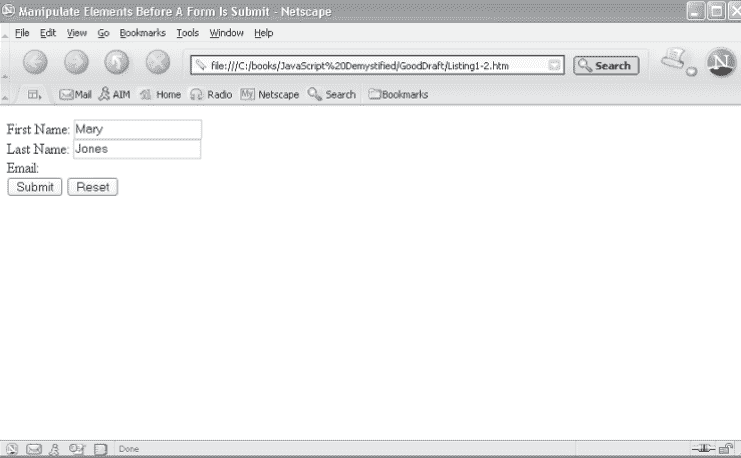 Manipulate Elements Before A Form Is Submit - Netscape
File Edit View Go Bookmarks Tools Window Help
file:///C:/books/JavaScript%20Demystified/GoodDraft/Listing1-2.htm Search N
Mail AIM Home Radio My Netscape Search Bookmarks
First Name: Mary
Last Name: Jones
Email:
Submit Reset
Done